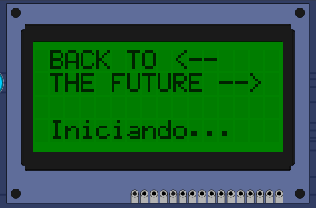 BACK TO <--
THE FUTURE -->
Iniciando...